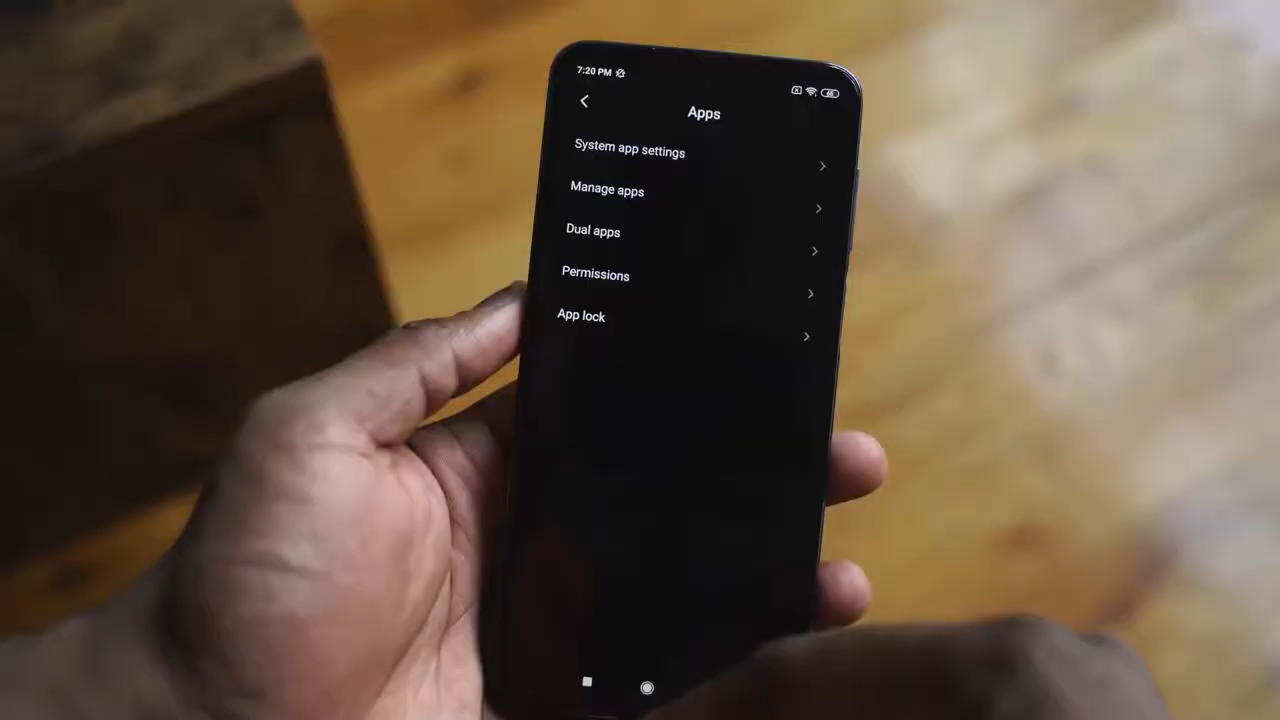 7:20 PM
Apps
System app settings
Manage apps
Dual apps
Permissions
App lock